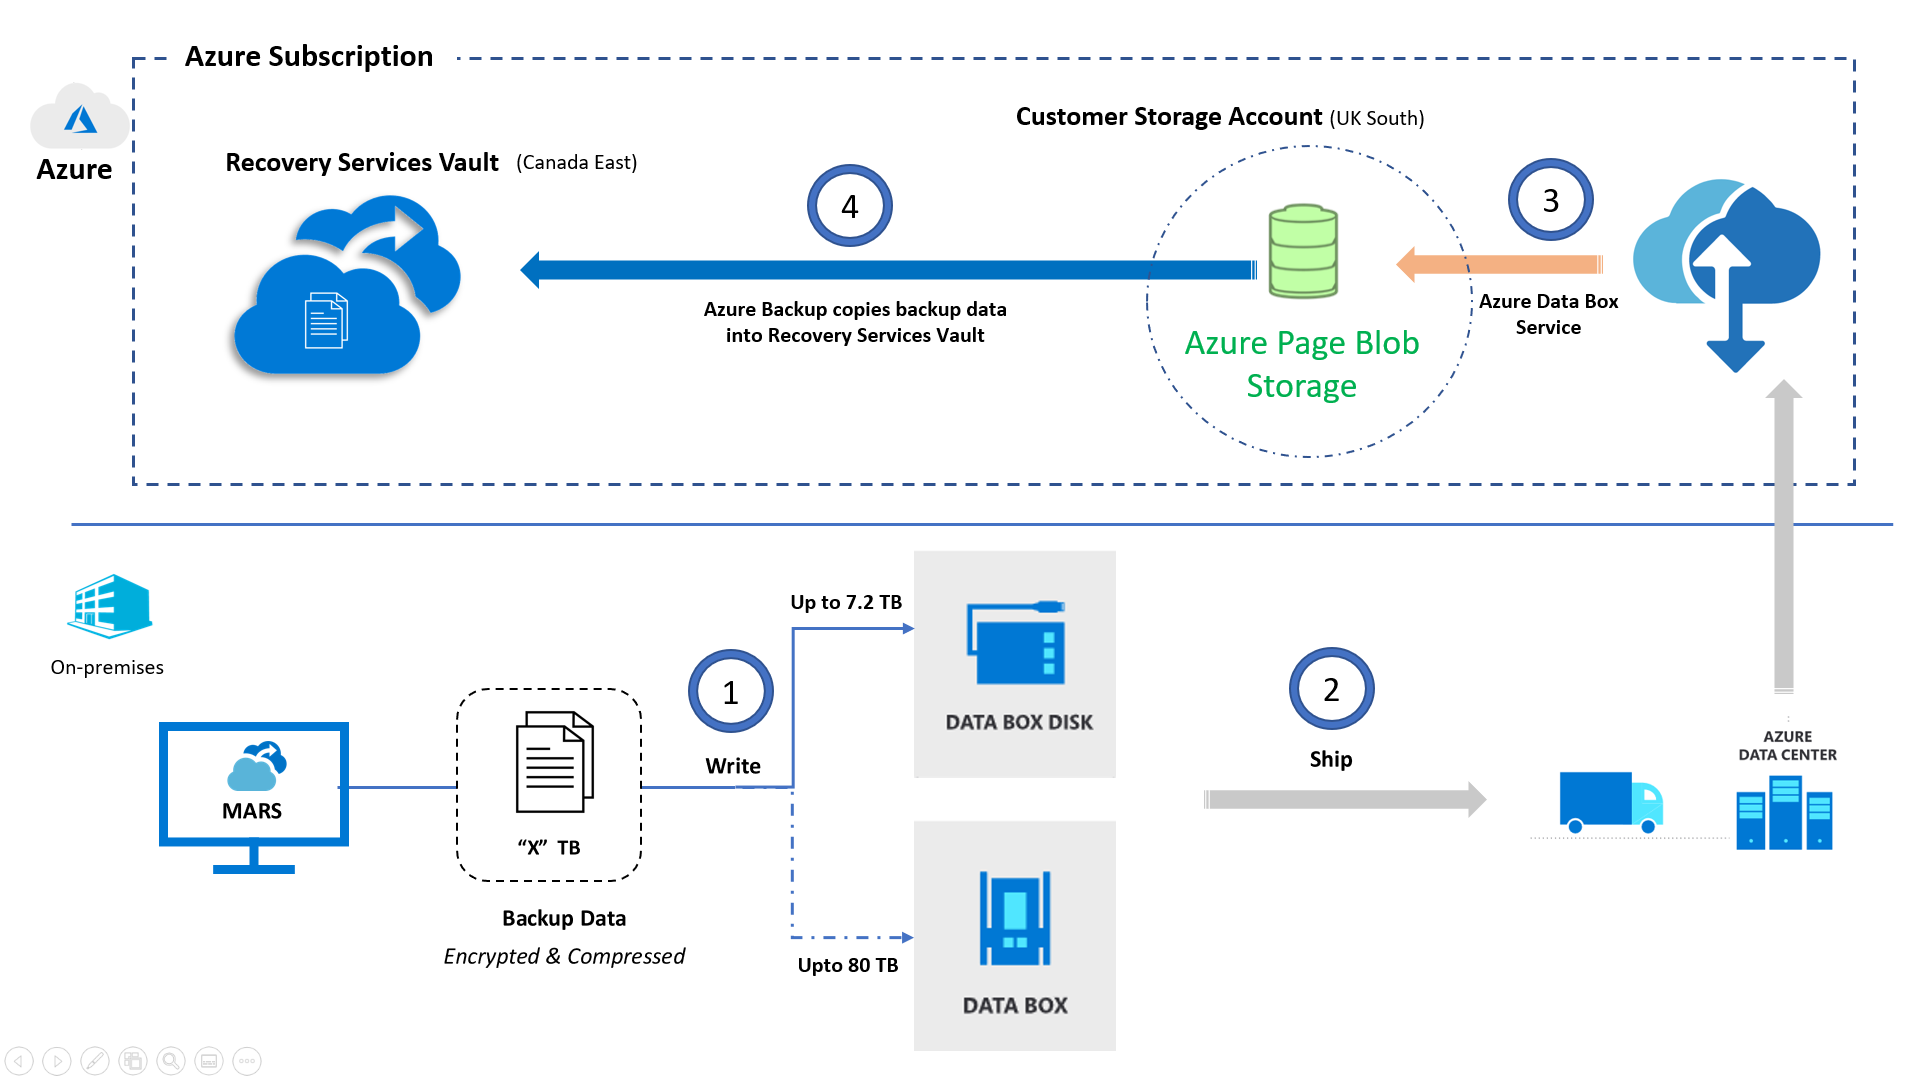 Azure Subscription
Azure
Customer Storage Account (UK South)
Recovery Services Vault (Canada East)
4
3
Azure Backup copies backup data
into Recovery Services Vault
Azure Data Box
Service
Azure Page Blob
Storage
On-premises
Up to 7.2 TB
1
Write
DATA BOX DISK
2
Ship
MARS
"X" TB
AZURE
DATA CENTER
Backup Data
Encrypted & Compressed
Upto 80 TB
DATA BOX